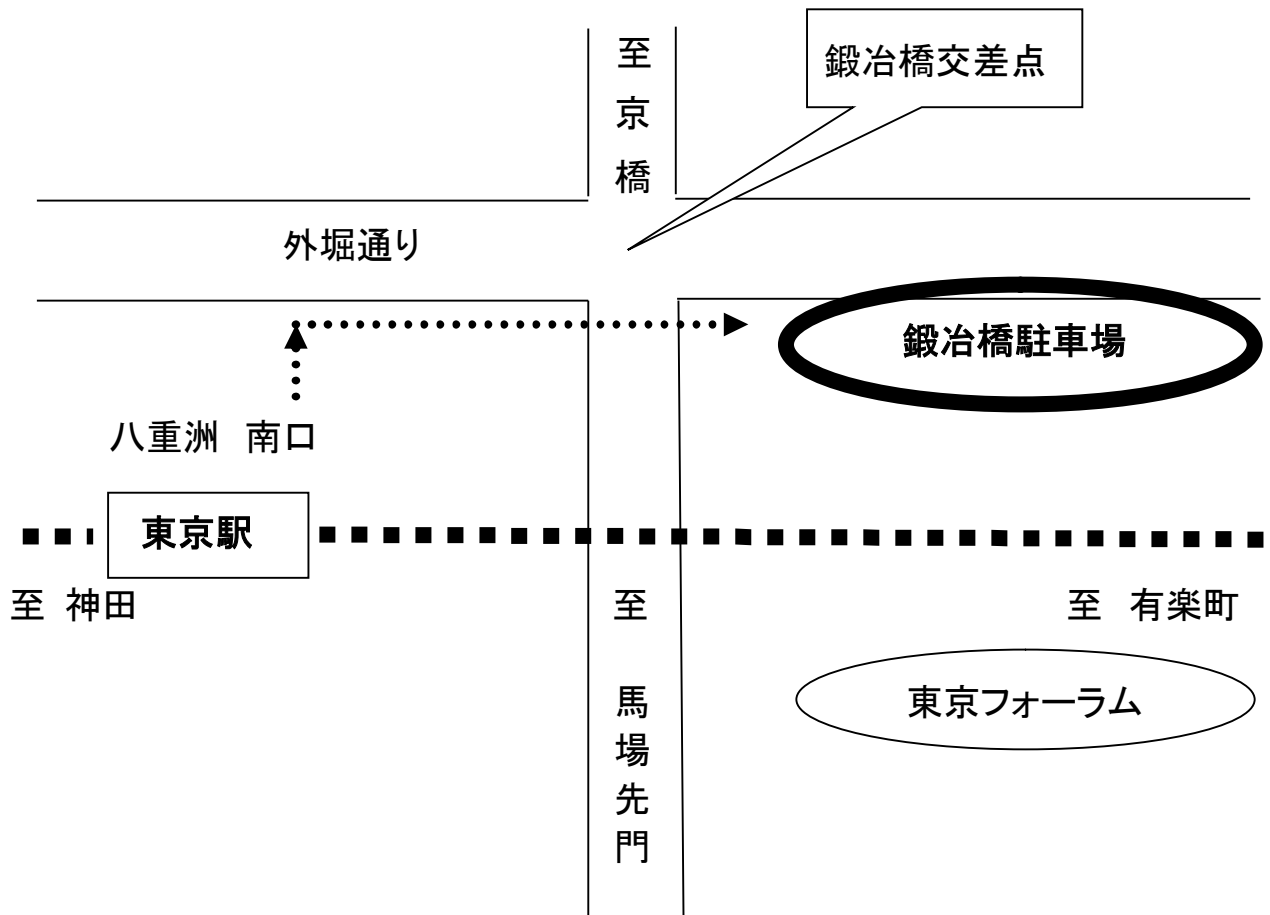 至京橋
鍛冶橋交差点
外堀通り
鍛冶橋駐車場
八重洲　南口
東京駅
至 神田
至　馬場先門
至　有楽町
東京フォーラム